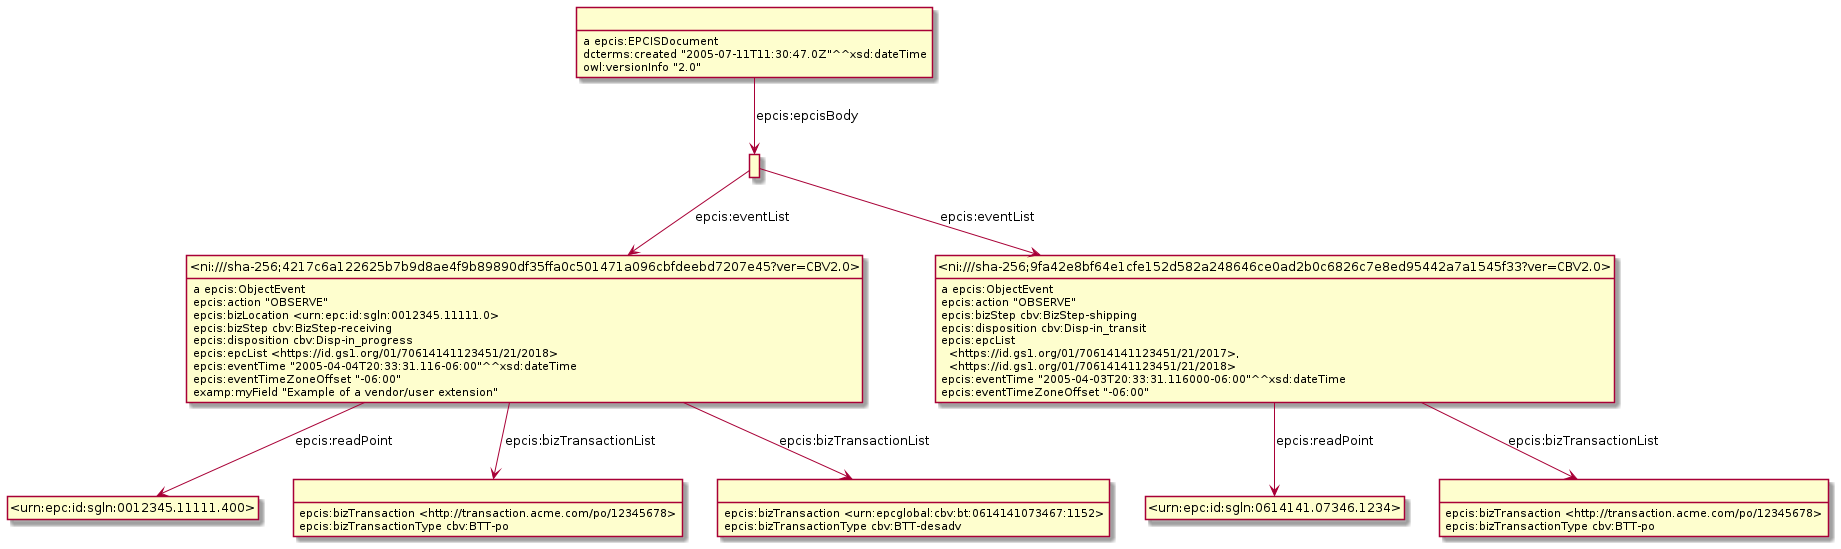 a epcis:EPCISDocument
dcterms:created "2005-07-11T11:30:47.0Z"^^xsd:dateTime
owl:versionInfo "2.0"
epcis:epcisBody
epcis:eventList
epcis:eventList
<ni:///sha-256;4217c6a122625b7b9d8ae4f9b89890df35ffa0c501471a096cbfdeebd7207e45?ver=CBV2.0>
a epcis:ObjectEvent
epcis:action "OBSERVE"
epcis:bizLocation <urn:epc:id:sgln:0012345.11111.0>
epcis:bizStep cbv:BizStep-receiving
epcis:disposition cbv:Disp-in_progress
epcis:epcList <https://id.gs1.org/01/70614141123451/21/2018>
epcis:eventTime "2005-04-04T20:33:31.116-06:00"^^xsd:dateTime
epcis:eventTimeZoneOffset "-06:00"
examp:myField "Example of a vendor/user extension"
<ni:///sha-256;9fa42e8bf64e1cfe152d582a248646ce0ad2b0c6826c7e8ed95442a7a1545f33?ver=CBV2.0>
a epcis:ObjectEvent
epcis:action "OBSERVE"
epcis:bizStep cbv:BizStep-shipping
epcis:disposition cbv:Disp-in_transit
epcis:epcList
<https://id.gs1.org/01/70614141123451/21/2017>,
<https://id.gs1.org/01/70614141123451/21/2018>
epcis:eventTime "2005-04-03T20:33:31.116000-06:00"^^xsd:dateTime
epcis:eventTimeZoneOffset "-06:00"
epcis:readPoint
epcis:bizTransactionList
epcis:bizTransactionList
epcis:readPoint
epcis:bizTransactionList
<urn:epc:id:sgln:0012345.11111.400>
epcis:bizTransaction <http://transaction.acme.com/po/12345678>
epcis:bizTransactionType cbv:BTT-po
epcis:bizTransaction <urn:epcglobal:cbv:bt:0614141073467:1152>
epcis:bizTransactionType cbv:BTT-desadv
<urn:epc:id:sgln:0614141.07346.1234>
epcis:bizTransaction <http://transaction.acme.com/po/12345678>
epcis:bizTransactionType cbv:BTT-po